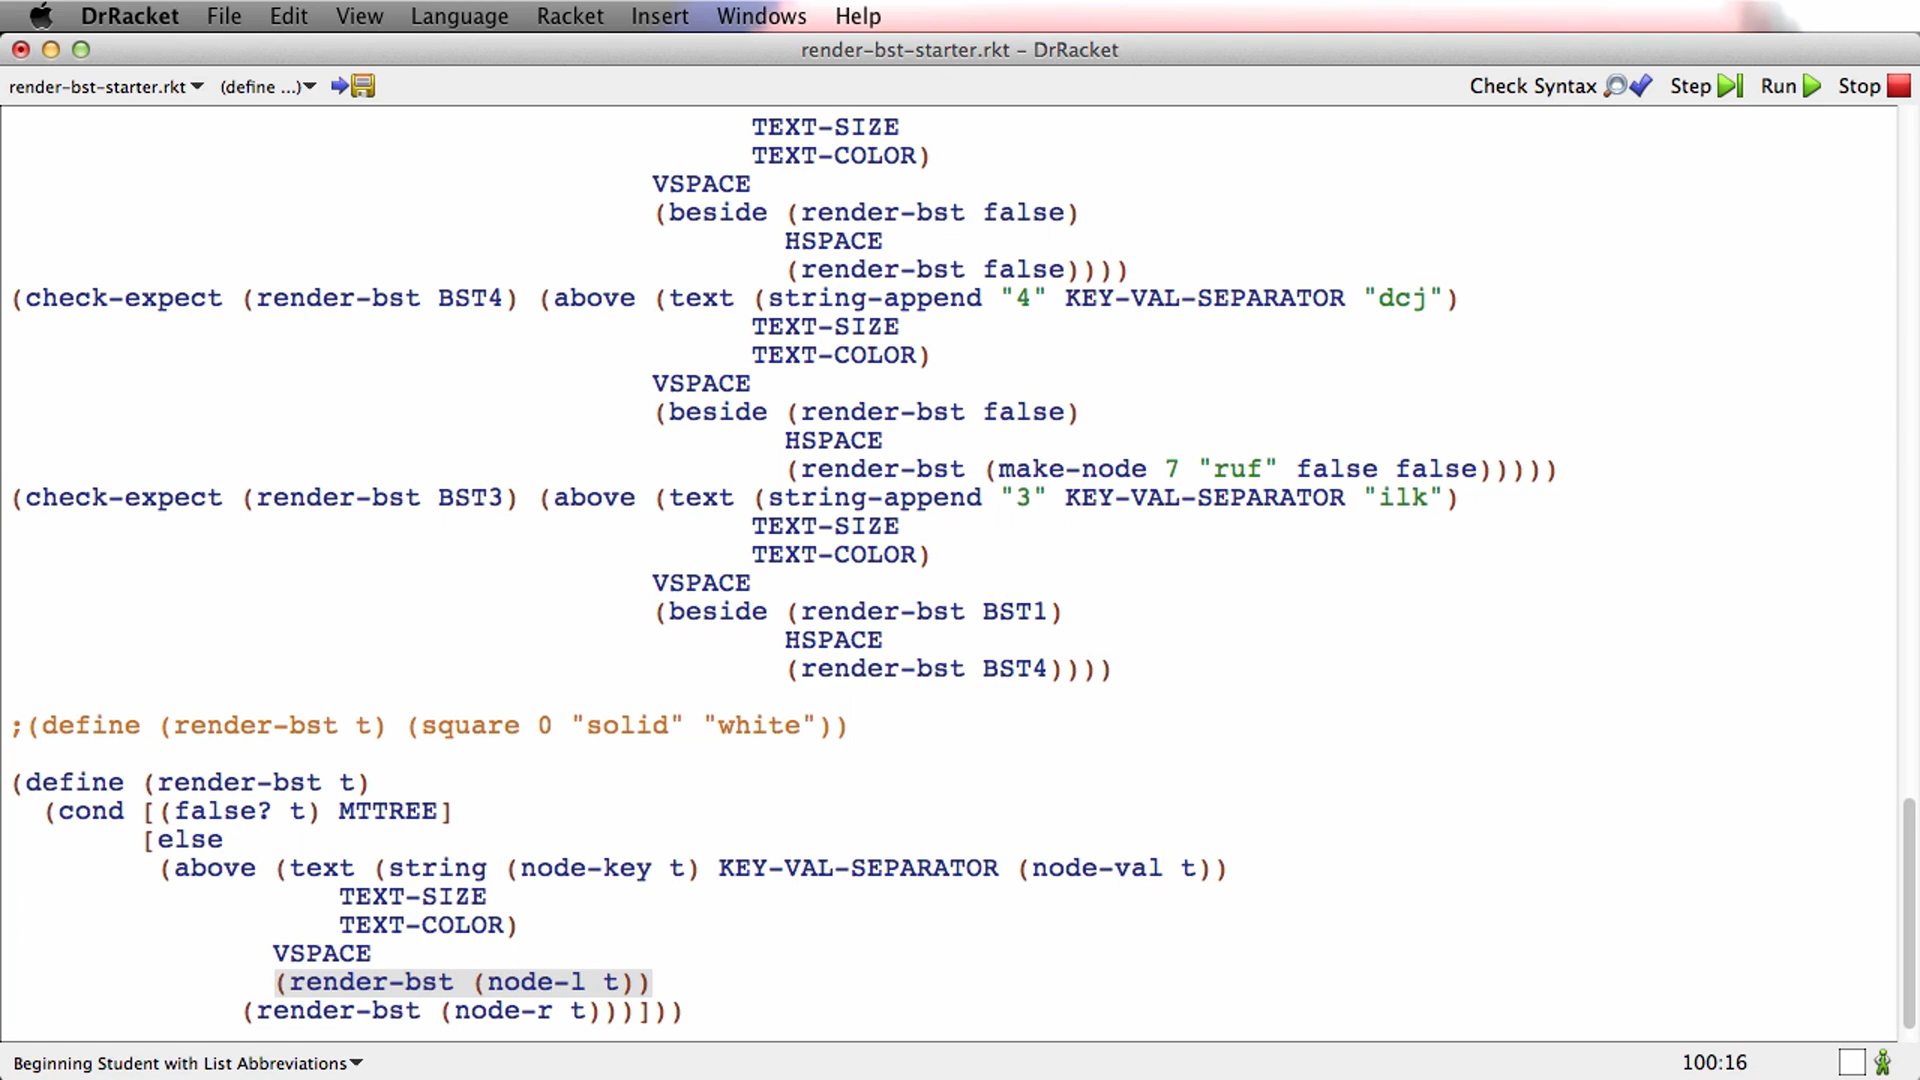 DrRacket File Edit View Language Racket Insert Windows Help
render-bst-starter.rkt - DrRacket
render-bst-starter.rkt (define ...) Check Syntax Step Run Stop
TEXT-SIZE
TEXT-COLOR)
VSPACE
(beside (render-bst false)
HSPACE
(render-bst false))))
(check-expect (render-bst BST4) (above (text (string-append "4" KEY-VAL-SEPARATOR "dcj")
TEXT-SIZE
TEXT-COLOR)
VSPACE
(beside (render-bst false)
HSPACE
(render-bst (make-node 7 "ruf" false false)))))
(check-expect (render-bst BST3) (above (text (string-append "3" KEY-VAL-SEPARATOR "ilk")
TEXT-SIZE
TEXT-COLOR)
VSPACE
(beside (render-bst BST1)
HSPACE
(render-bst BST4))))
;(define (render-bst t) (square 0 "solid" "white"))
(define (render-bst t)
(cond [(false? t) MTTREE]
[else
(above (text (string (node-key t) KEY-VAL-SEPARATOR (node-val t))
TEXT-SIZE
TEXT-COLOR)
VSPACE
(render-bst (node-l t))
(render-bst (node-r t)))]))
Beginning Student with List Abbreviations 100:16